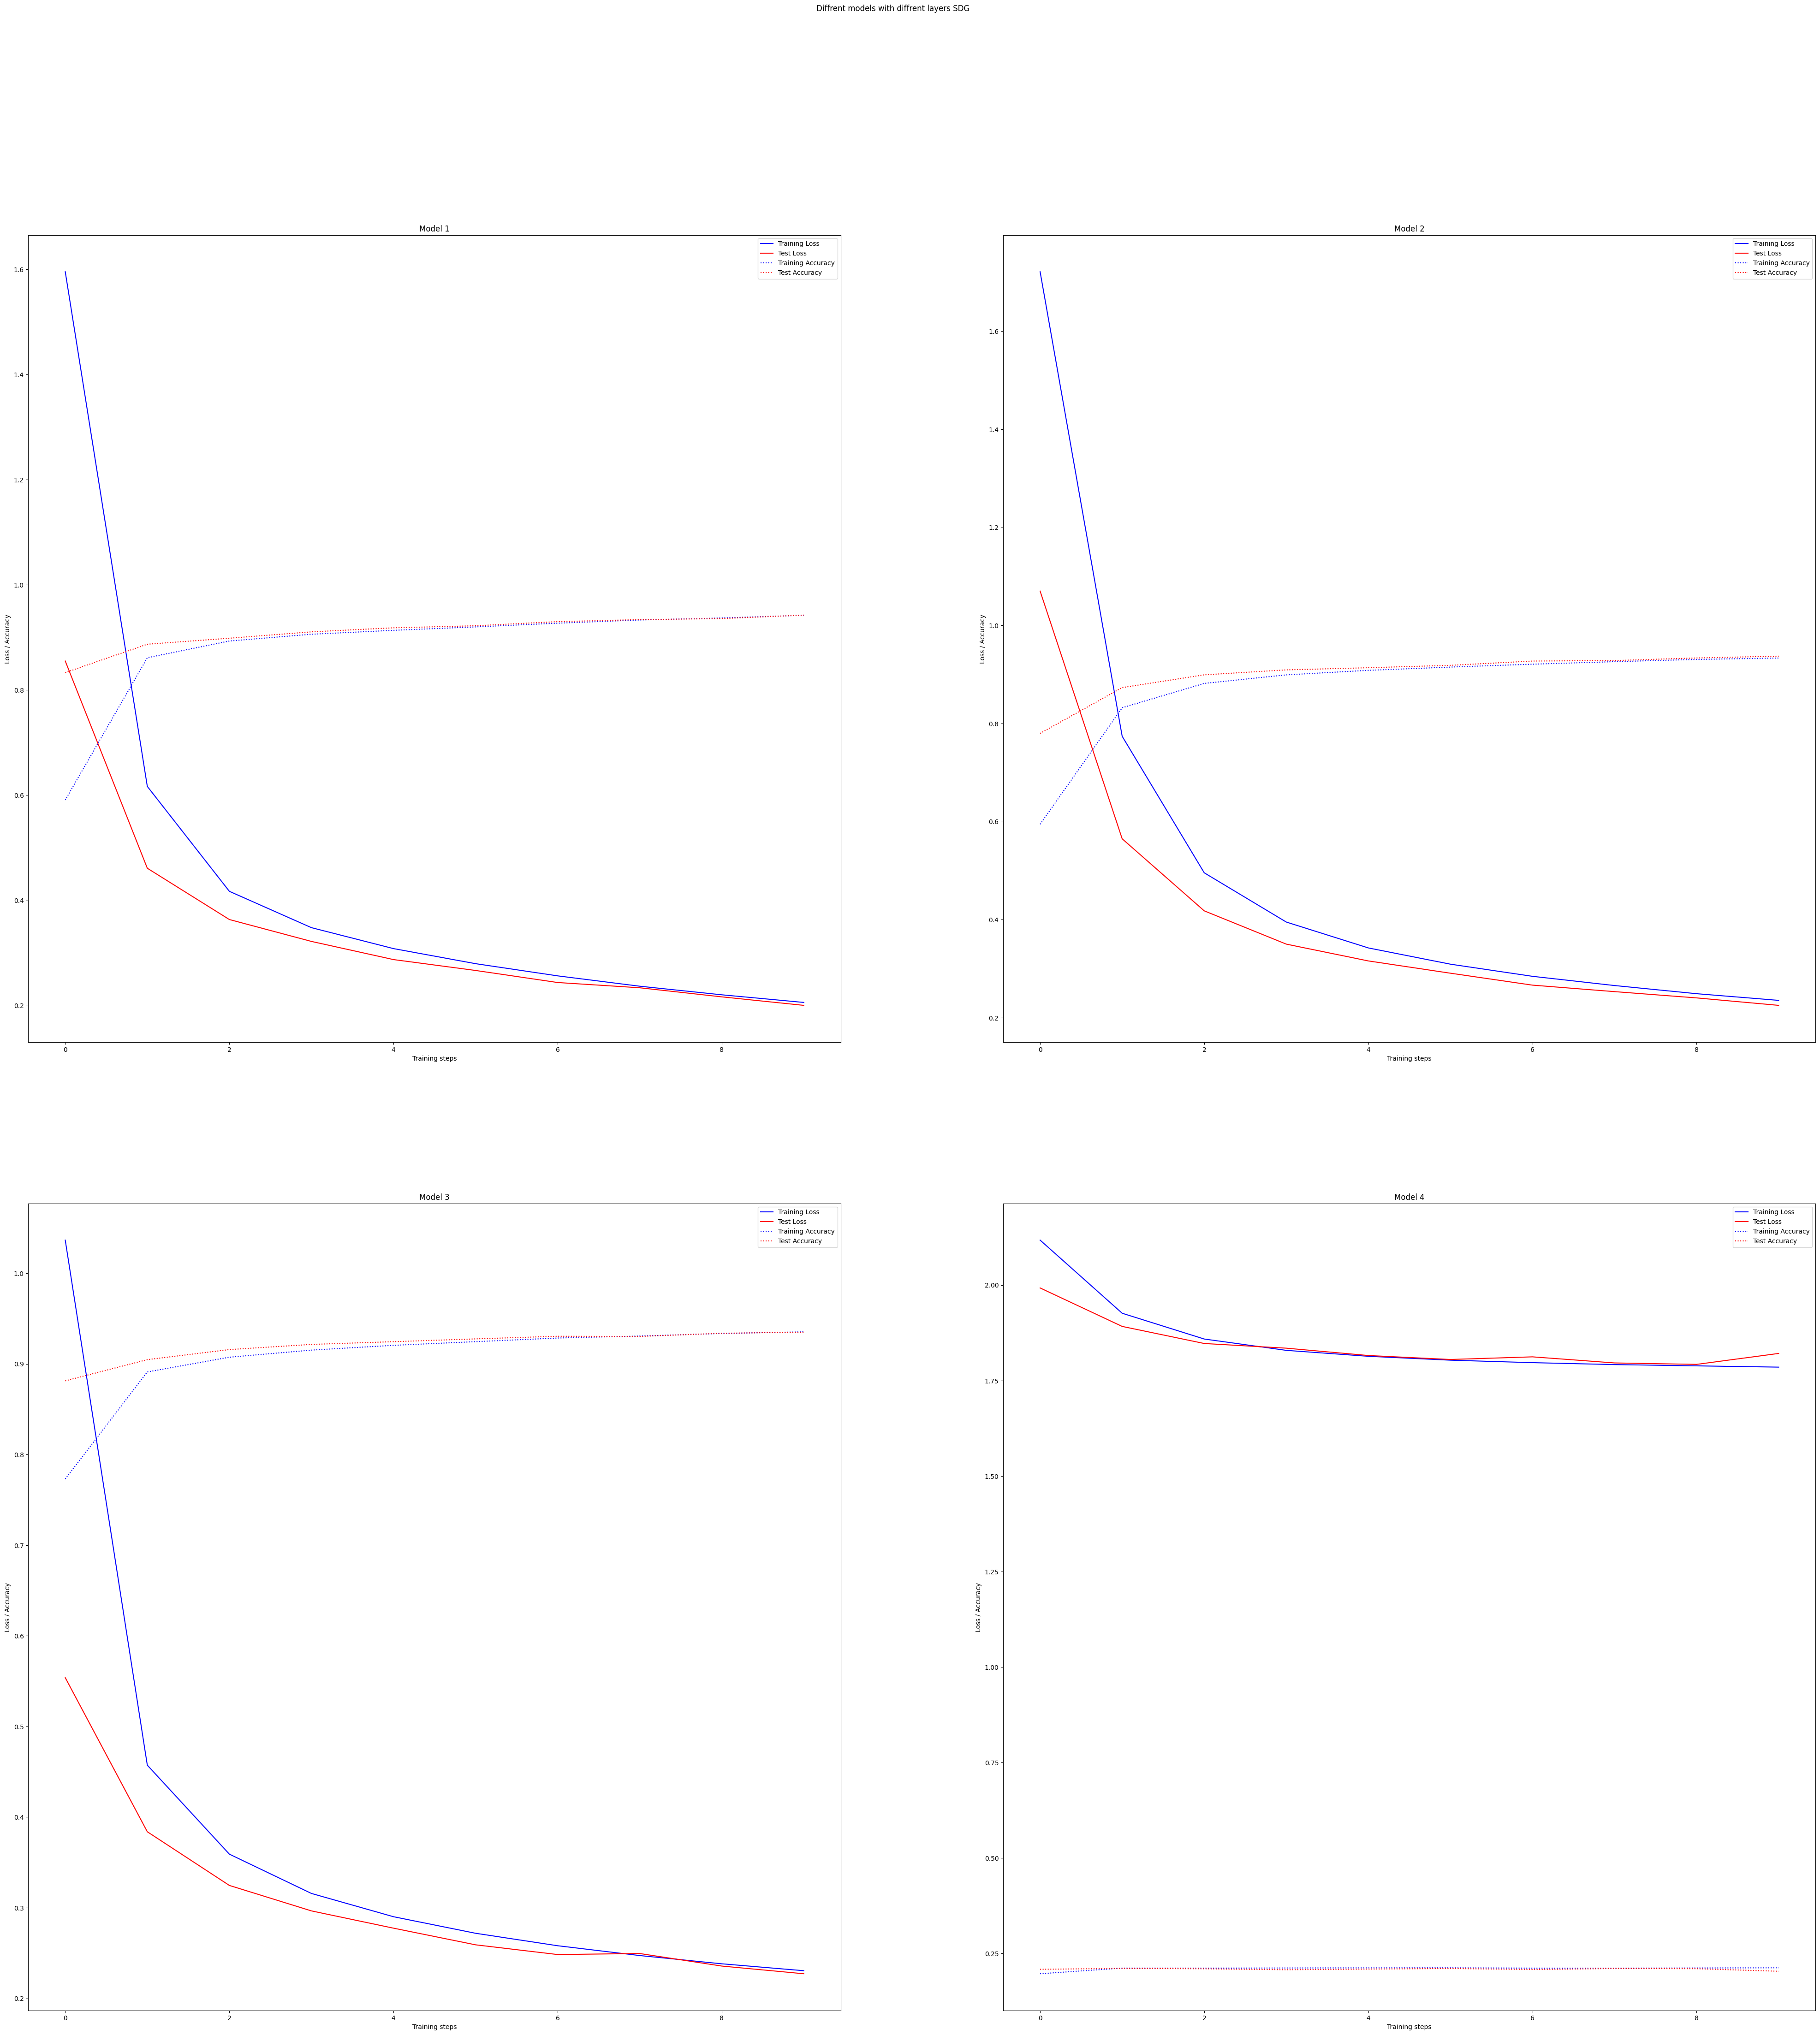 Diffrent models with diffrent layers SDG
Model 1
Training Loss
Test Loss
Training Accuracy
Test Accuracy
1.6
1.4
1.2
1.0
0.8
0.6
0.4
0.2
Loss / Accuracy
0 2 4 6 8
Training steps
Model 2
Training Loss
Test Loss
Training Accuracy
Test Accuracy
1.6
1.4
1.2
1.0
0.8
0.6
0.4
0.2
Loss / Accuracy
0 2 4 6 8
Training steps
Model 3
Training Loss
Test Loss
Training Accuracy
Test Accuracy
1.0
0.9
0.8
0.7
0.6
0.5
0.4
0.3
0.2
Loss / Accuracy
0 2 4 6 8
Training steps
Model 4
Training Loss
Test Loss
Training Accuracy
Test Accuracy
2.00
1.75
1.50
1.25
1.00
0.75
0.50
0.25
Loss / Accuracy
0 2 4 6 8
Training steps